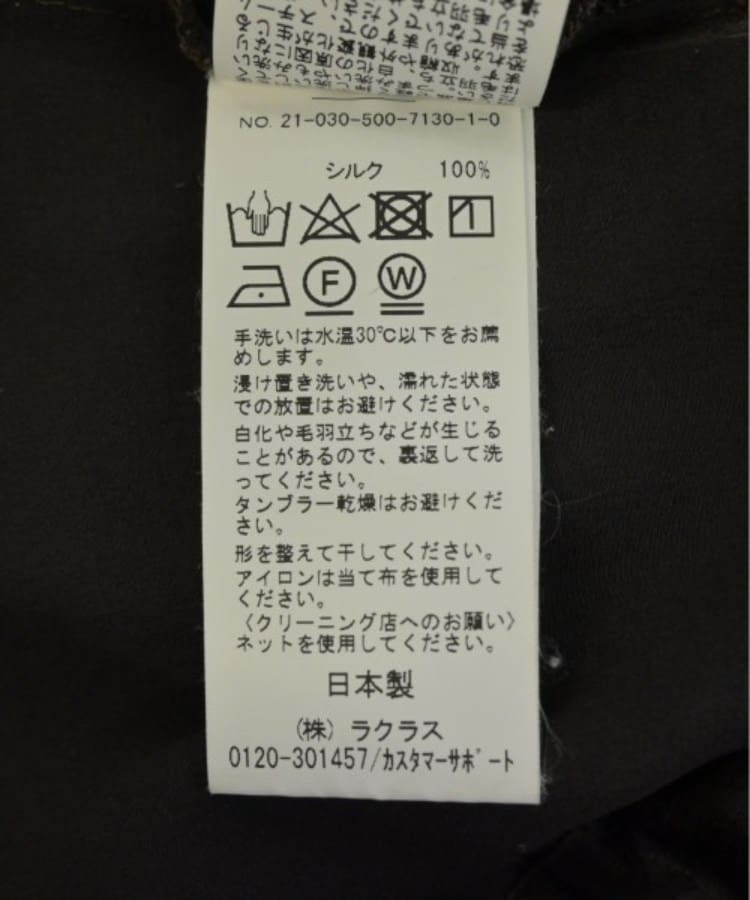 NO. 21-030-500-7130-1-0
シルク 100%
F W
手洗いは水温30℃以下をお薦
めします。
浸け置き洗いや、濡れた状態
での放置はお避けください。
白化や毛羽立ちなどが生じる
ことがあるので、裏返して洗
ってください。
タンブラー乾燥はお避けくだ
さい。
形を整えて干してください。
アイロンは当て布を使用して
ください。
〈クリーニング店へのお願い〉
ネットを使用してください。
日本製
(株) ラクラス
0120-301457/カスタマーサポート